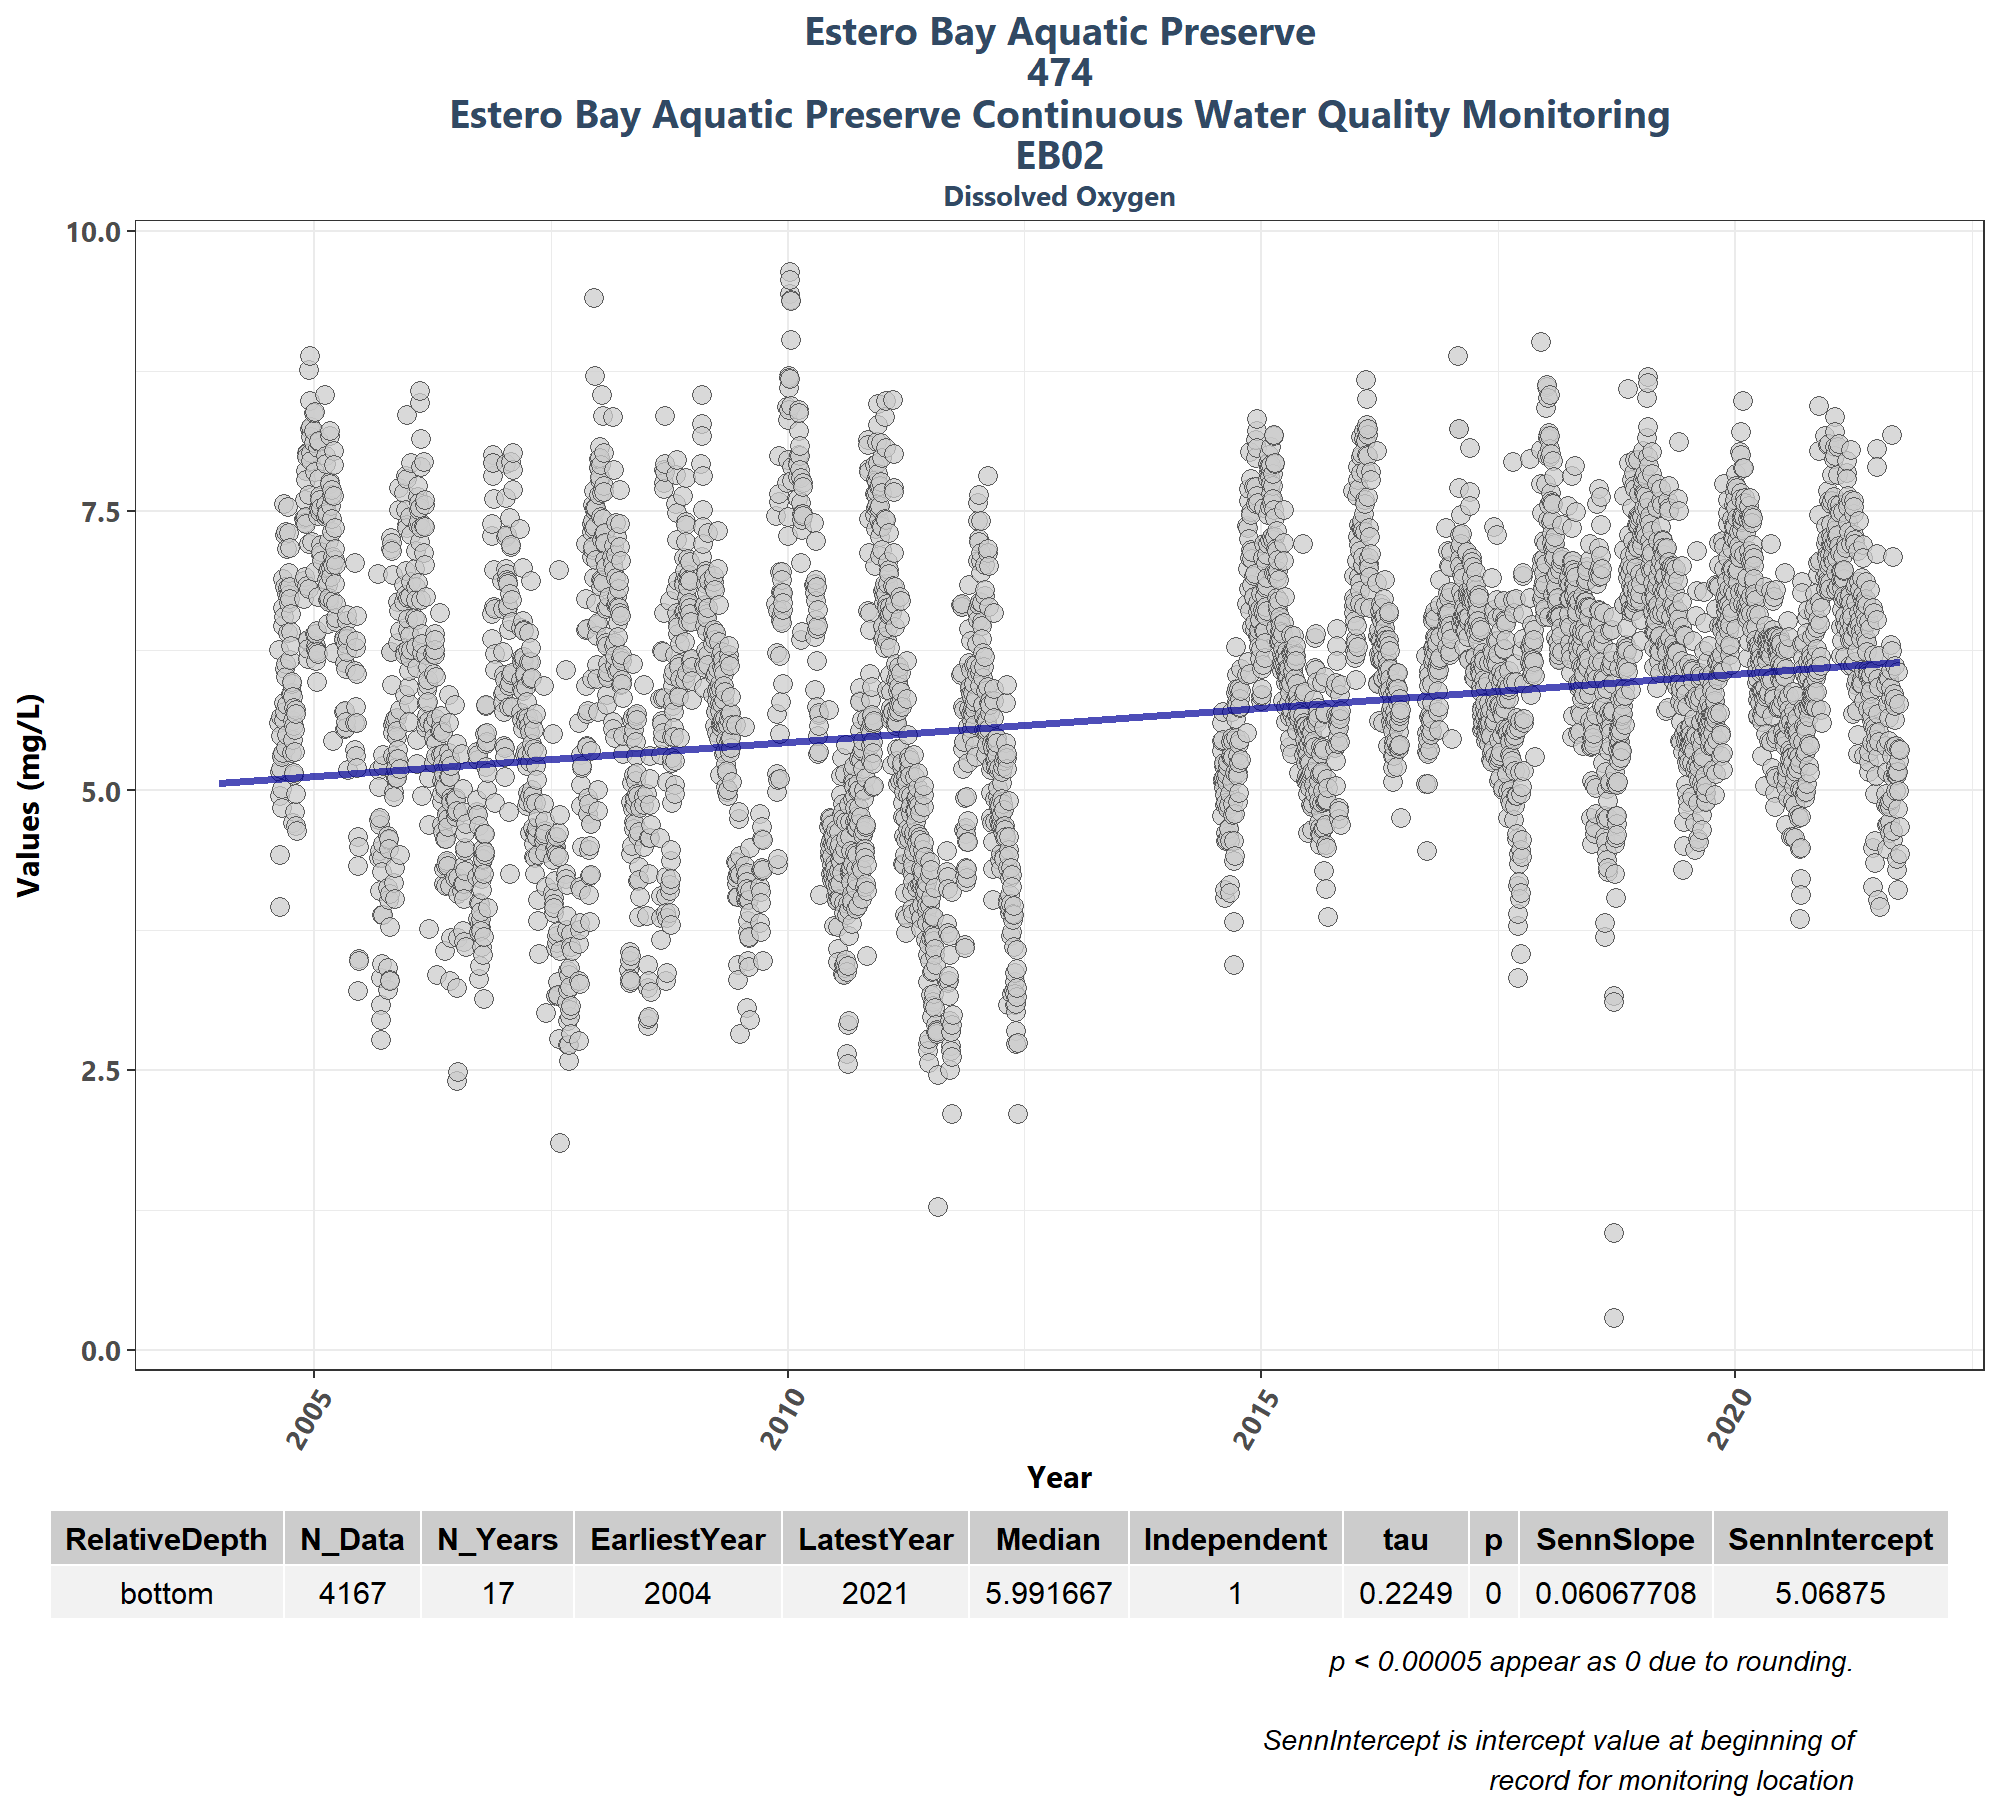 Estero Bay Aquatic Preserve
474
Estero Bay Aquatic Preserve Continuous Water Quality Monitoring
EB02
Dissolved Oxygen
10.0
7.5
5.0
2.5
0.0
Values (mg/L)
2005 2010 2015 2020
Year
RelativeDepth N_Data N_Years EarliestYear LatestYear Median Independent tau p SennSlope SennIntercept
bottom 4167 17 2004 2021 5.991667 1 0.2249 0 0.06067708 5.06875
p < 0.00005 appear as 0 due to rounding.
SennIntercept is intercept value at beginning of
record for monitoring location